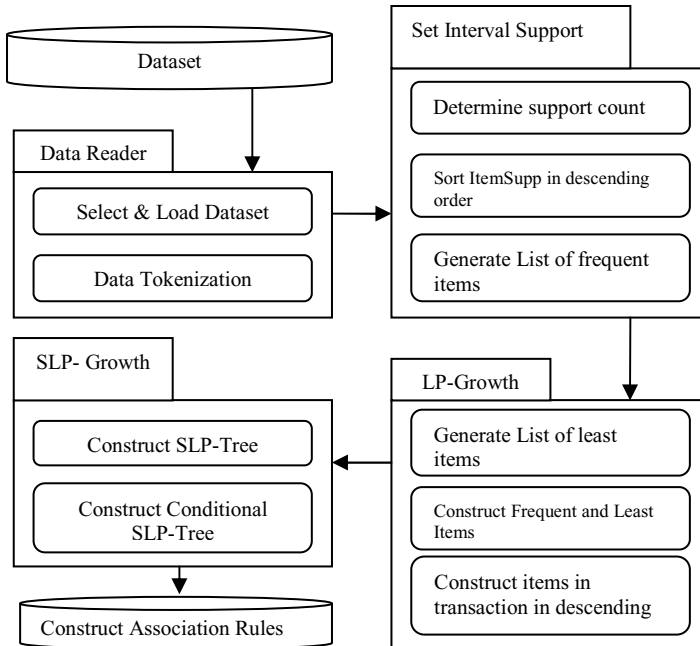 Dataset
Data Reader
Select & Load Dataset
Data Tokenization
Set Interval Support
Determine support count
Sort ItemSupp in descending
order
Generate List of frequent
items
LP-Growth
Generate List of least
items
Construct Frequent and Least
Items
Construct items in
transaction in descending
SLP- Growth
Construct SLP-Tree
Construct Conditional
SLP-Tree
Construct Association Rules